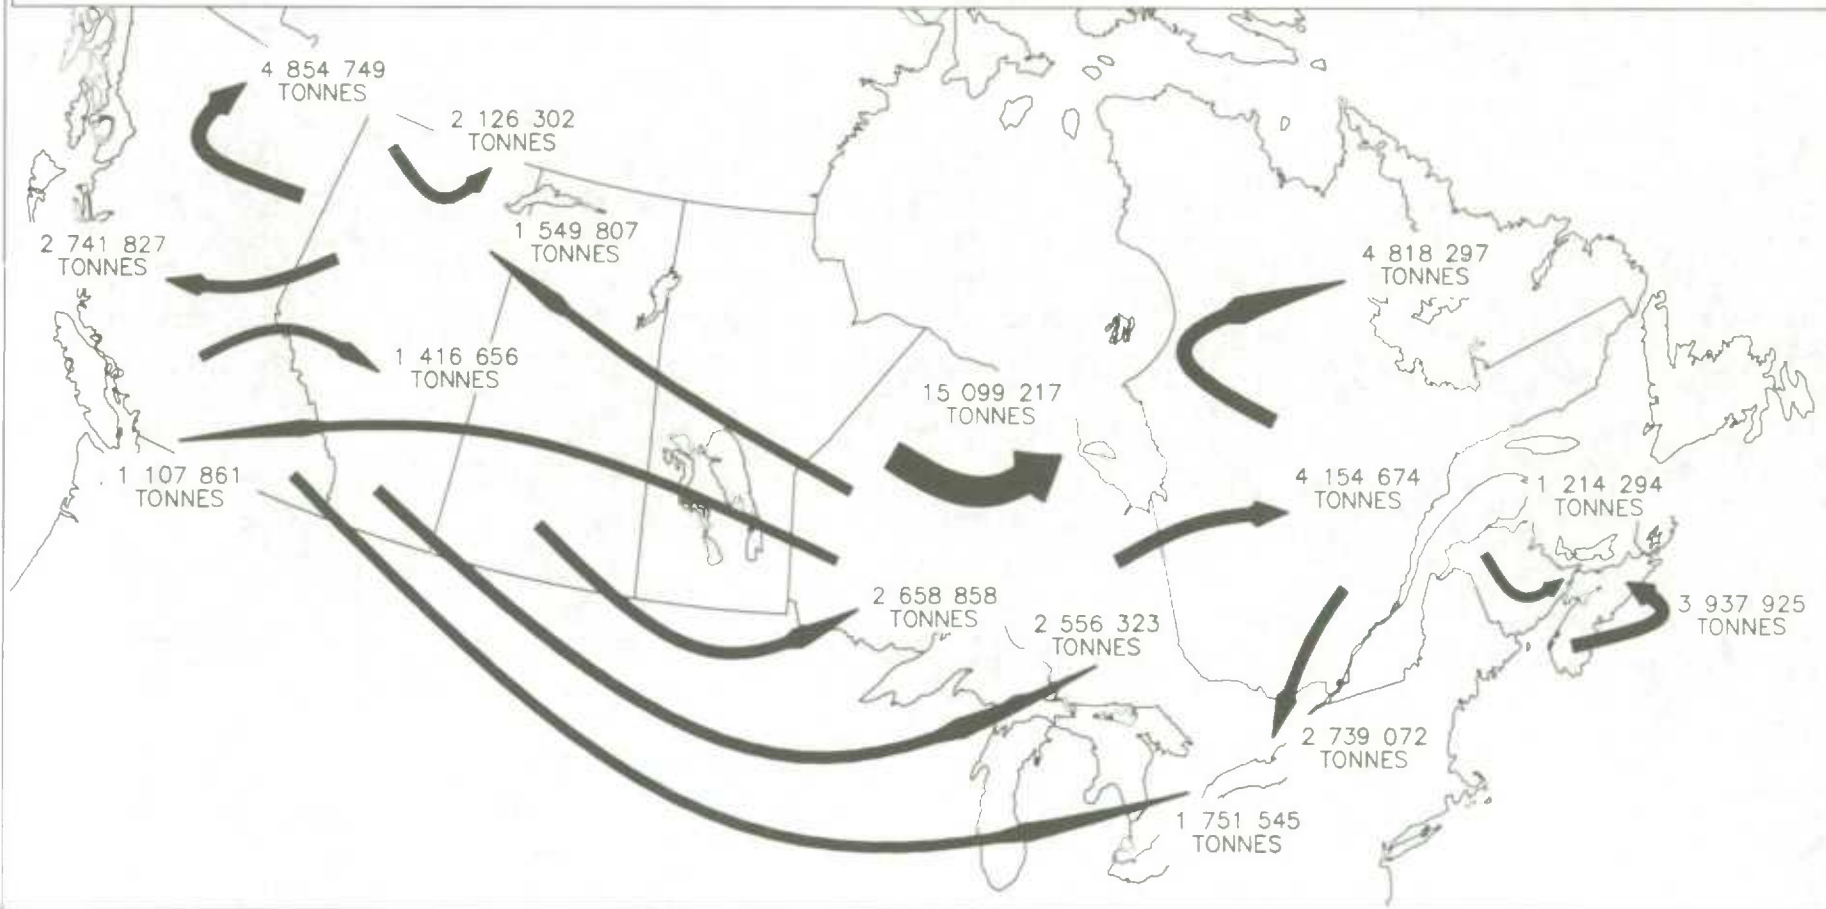 4 854 749
TONNES
2 126 302
TONNES
1 549 807
TONNES
2 741 827
TONNES
4 818 297
TONNES
1 416 656
TONNES
15 099 217
TONNES
1 107 861
TONNES
4 154 674
TONNES
1 214 294
TONNES
2 658 858
TONNES
2 556 323
TONNES
3 937 925
TONNES
2 739 072
TONNES
1 751 545
TONNES